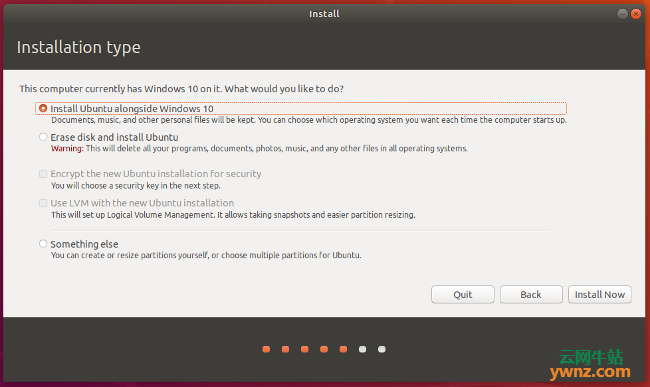 Install
Installation type
This computer currently has Windows 10 on it. What would you like to do?
Install Ubuntu alongside Windows 10
Documents, music, and other personal files will be kept. You can choose which operating system you want each time the computer starts up.
Erase disk and install Ubuntu
Warning: This will delete all your programs, documents, photos, music, and any other files in all operating systems.
Encrypt the new Ubuntu installation for security
You will choose a security key in the next step.
Use LVM with the new Ubuntu installation
This will set up Logical Volume Management. It allows taking snapshots and easier partition resizing.
Something else
You can create or resize partitions yourself, or choose multiple partitions for Ubuntu.
Quit
Back
Install Now
云网牛站
ywnz.com